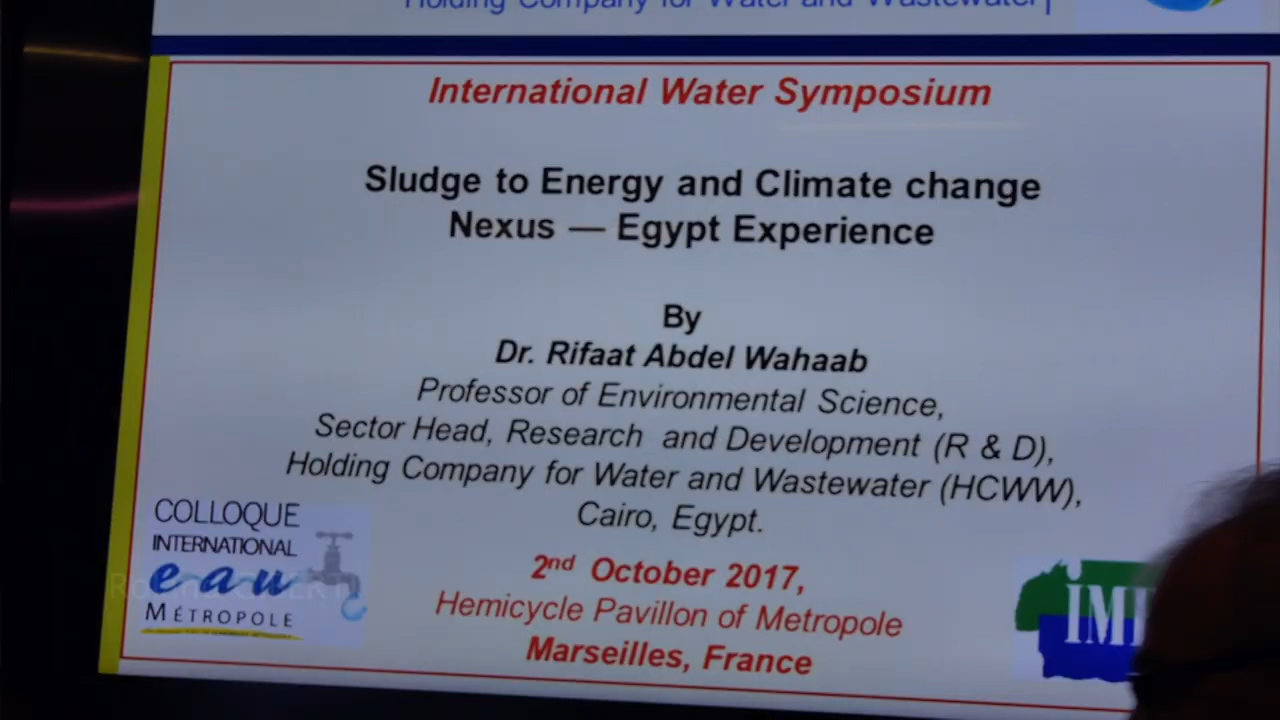 Holding Company for Water and Wastewater
International Water Symposium
Sludge to Energy and Climate change
Nexus — Egypt Experience
By
Dr. Rifaat Abdel Wahaab
Professor of Environmental Science,
Sector Head, Research and Development (R & D),
Holding Company for Water and Wastewater (HCWW),
Cairo, Egypt.
2nd October 2017,
Hemicycle Pavillon of Metropole
Marseilles, France
COLLOQUE
INTERNATIONAL
eau
MÉTROPOLE